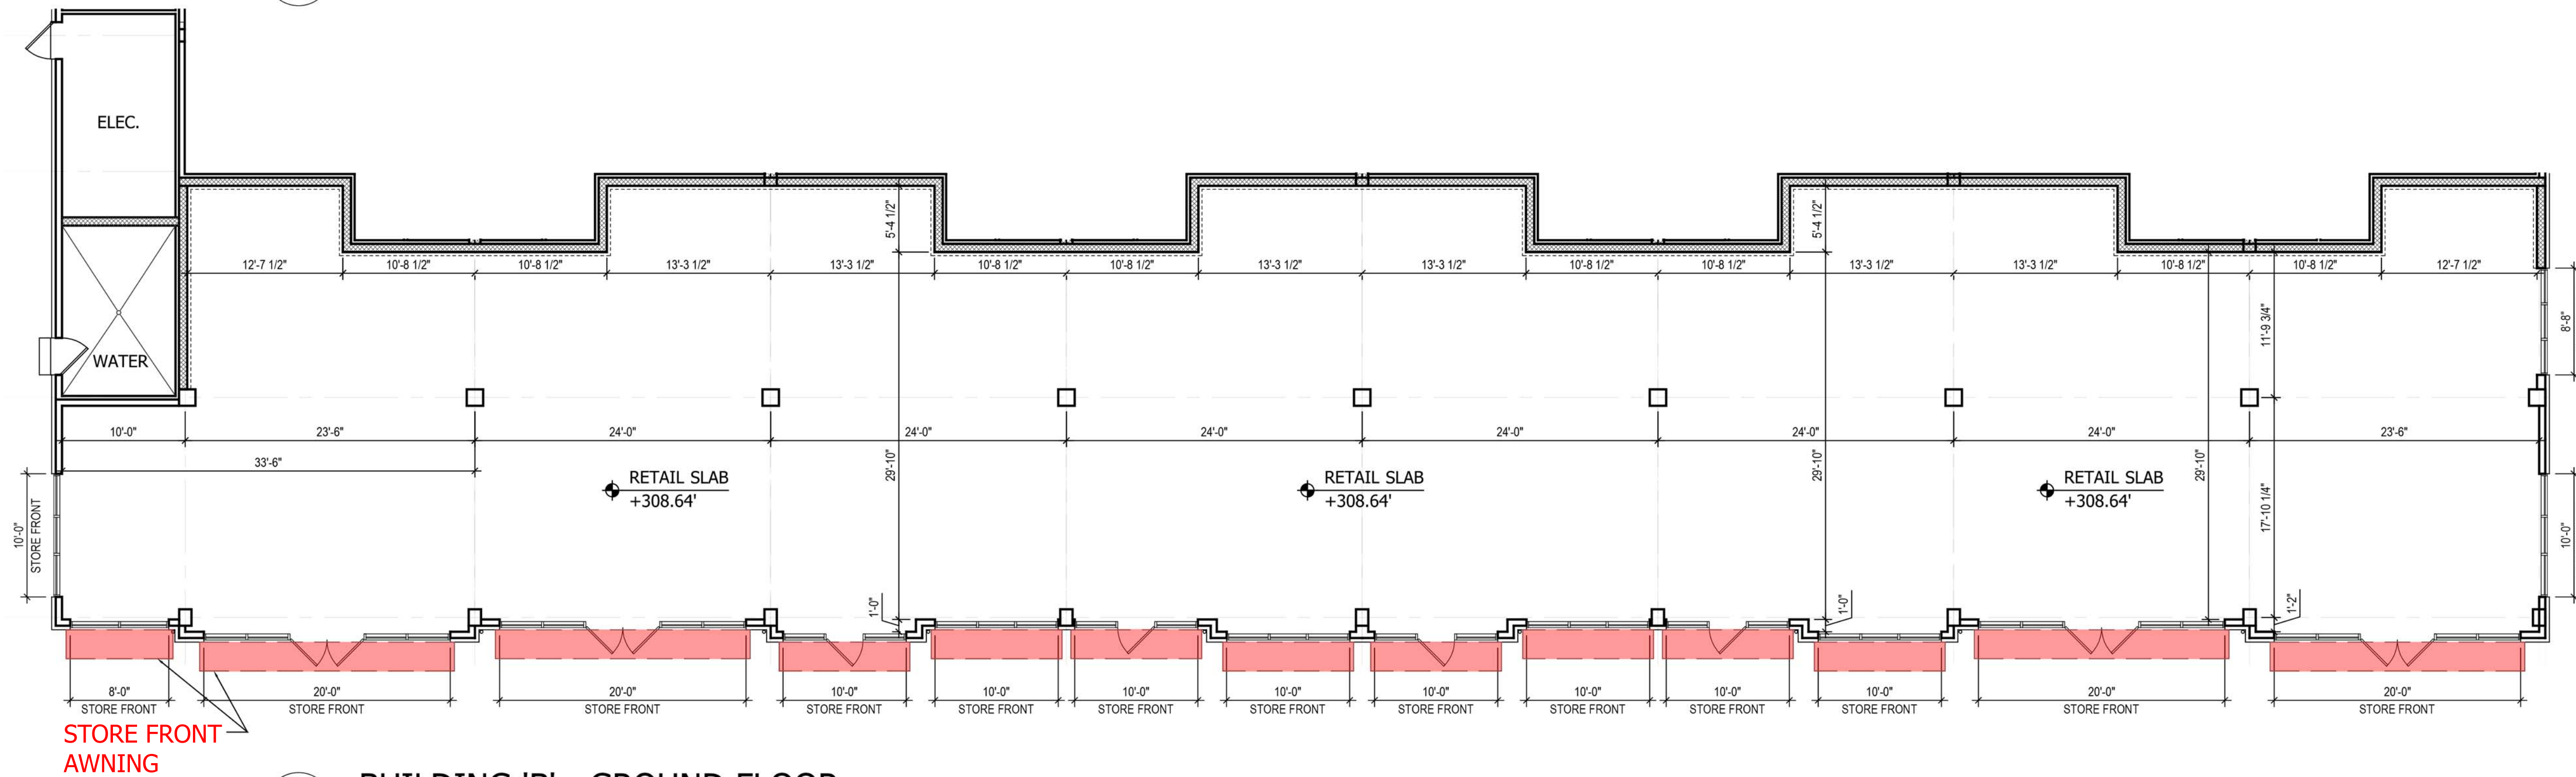 ELEC.
5'-4 1/2"
5'-4 1/2"
12'-7 1/2"
10'-8 1/2"
10'-8 1/2"
13'-3 1/2"
13'-3 1/2"
10'-8 1/2"
10'-8 1/2"
13'-3 1/2"
13'-3 1/2"
10'-8 1/2"
10'-8 1/2"
13'-3 1/2"
13'-3 1/2"
10'-8 1/2"
10'-8 1/2"
12'-7 1/2"
11'-9 3/4"
8'-8"
WATER
10'-0"
23'-6"
24'-0"
24'-0"
24'-0"
24'-0"
24'-0"
24'-0"
23'-6"
33'-6"
29'-10"
29'-10"
29'-10"
RETAIL SLAB
+308.64'
RETAIL SLAB
+308.64'
RETAIL SLAB
+308.64'
17'-10 1/4"
10'-0"
STORE FRONT
10'-0"
1'-0"
1'-0"
1'-2"
8'-0"
STORE FRONT
20'-0"
STORE FRONT
20'-0"
STORE FRONT
10'-0"
STORE FRONT
10'-0"
STORE FRONT
10'-0"
STORE FRONT
10'-0"
STORE FRONT
10'-0"
STORE FRONT
10'-0"
STORE FRONT
10'-0"
STORE FRONT
10'-0"
STORE FRONT
20'-0"
STORE FRONT
20'-0"
STORE FRONT
STORE FRONT
AWNING